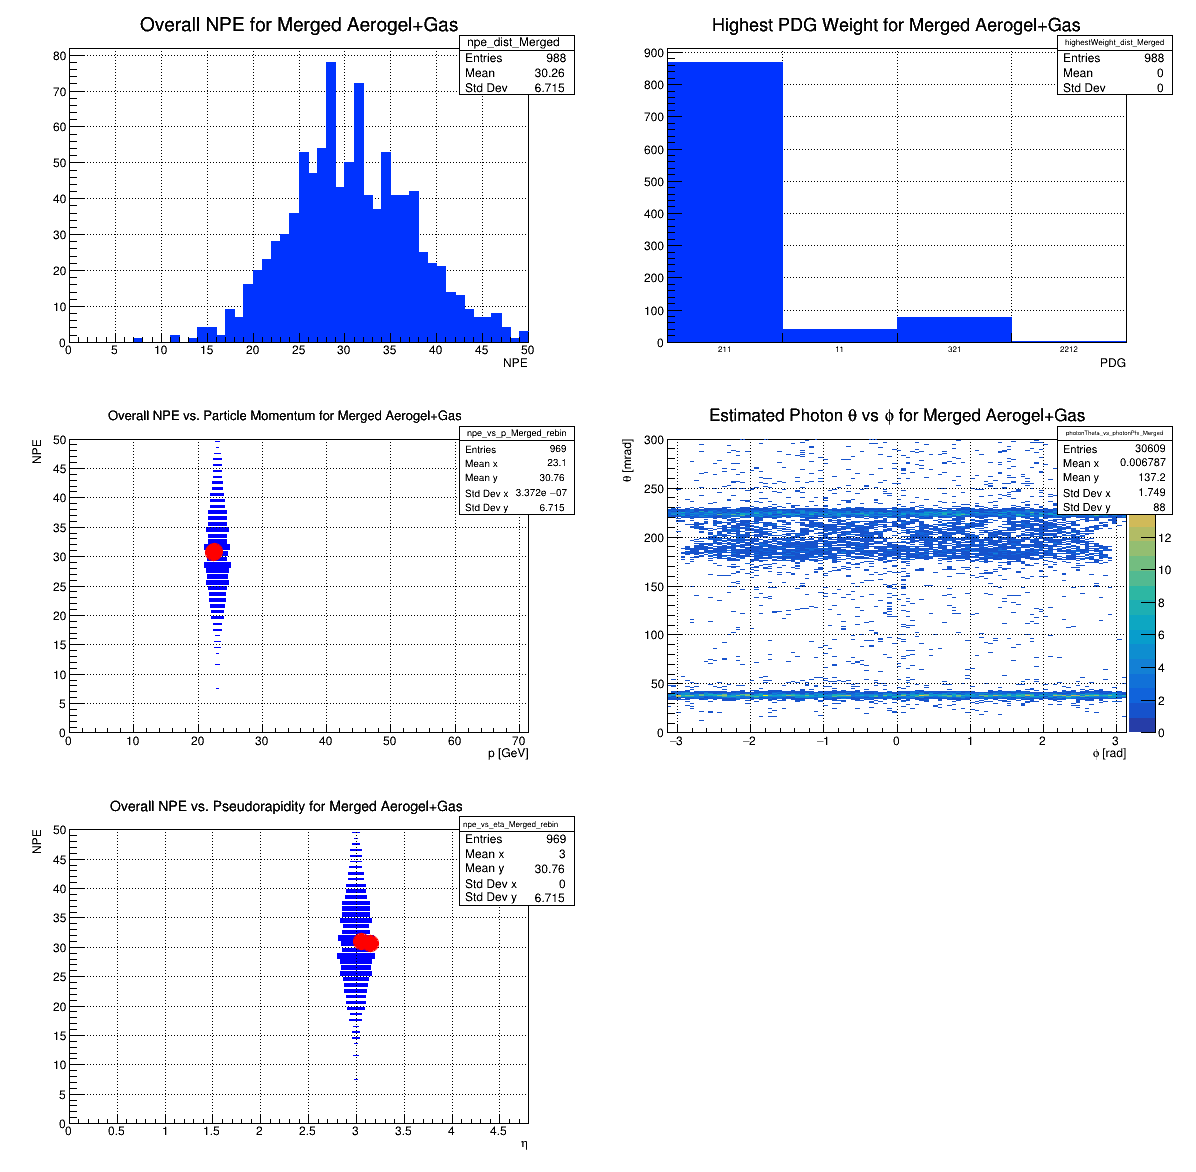 Overall NPE for Merged Aerogel+Gas
npe_dist_Merged
Entries 988
Mean 30.26
Std Dev 6.715
80
70
60
50
40
30
20
10
0
0 5 10 15 20 25 30 35 40 45 50
NPE
Highest PDG Weight for Merged Aerogel+Gas
highestWeight_dist_Merged
Entries 988
Mean 0
Std Dev 0
900
800
700
600
500
400
300
200
100
0
211 11 321 2212
PDG
Overall NPE vs. Particle Momentum for Merged Aerogel+Gas
npe_vs_p_Merged_rebin
Entries 969
Mean x 23.1
Mean y 30.76
Std Dev x 3.372e −07
Std Dev y 6.715
NPE
50
45
40
35
30
25
20
15
10
5
0
0 10 20 30 40 50 60 70
p [GeV]
Estimated Photon θ vs ϕ for Merged Aerogel+Gas
photonTheta_vs_photonPhi_Merged
Entries 30609
Mean x 0.006787
Mean y 137.2
Std Dev x 1.749
Std Dev y 88
θ [mrad]
300
250
200
150
100
50
0
−3 −2 −1 0 1 2 3
ϕ [rad]
12
10
8
6
4
2
0
Overall NPE vs. Pseudorapidity for Merged Aerogel+Gas
npe_vs_eta_Merged_rebin
Entries 969
Mean x 3
Mean y 30.76
Std Dev x 0
Std Dev y 6.715
NPE
50
45
40
35
30
25
20
15
10
5
0
0 0.5 1 1.5 2 2.5 3 3.5 4 4.5
η